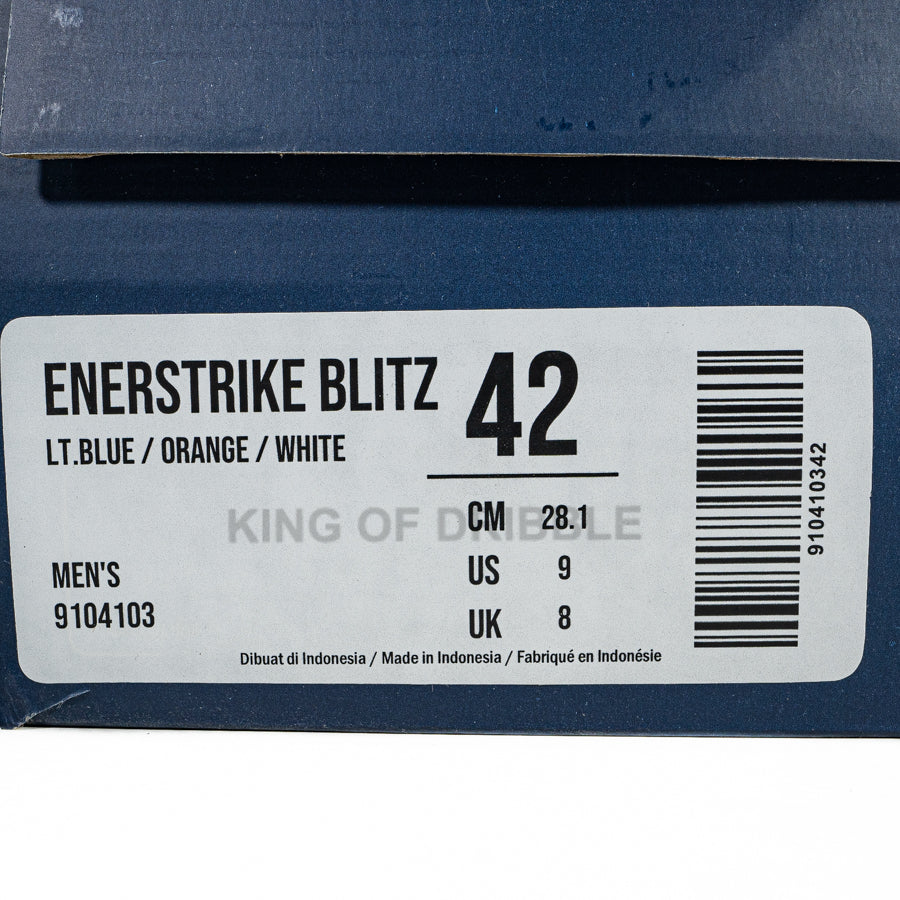 ENERSTRIKE BLITZ
LT.BLUE / ORANGE / WHITE
42
KING OF DRIBBLE
CM 28.1
US 9
UK 8
MEN'S
9104103
Dibuat di Indonesia / Made in Indonesia / Fabriqué en Indonésie
910410342